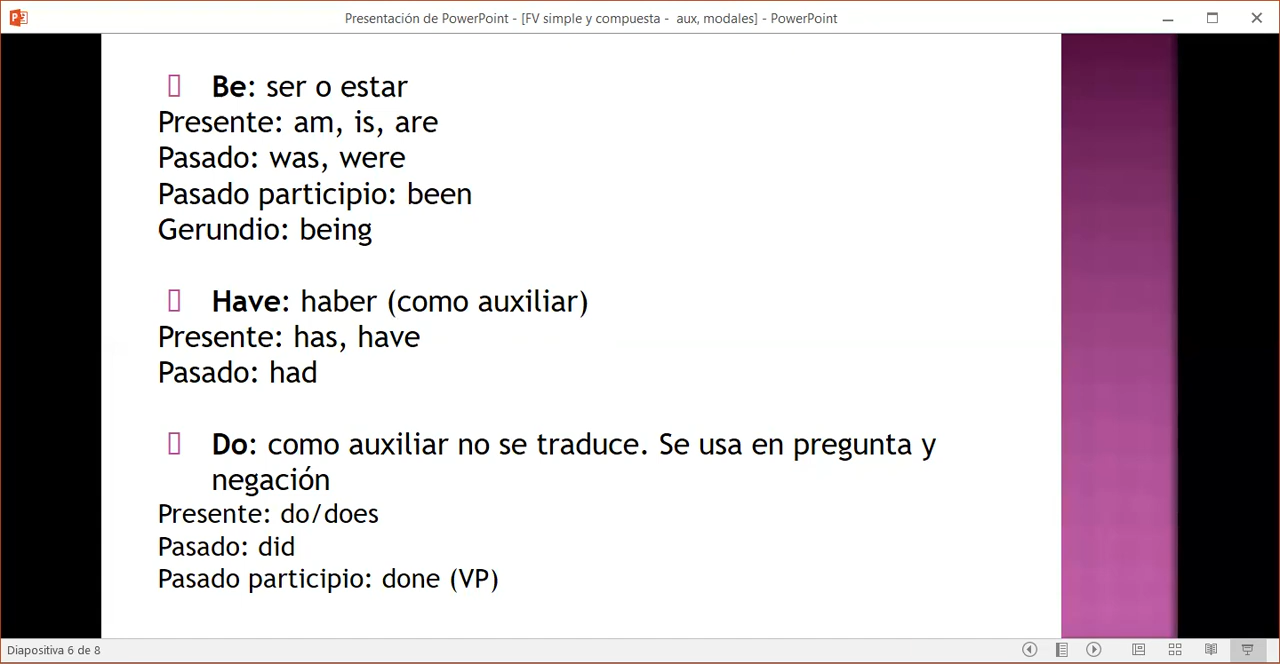 Presentación de PowerPoint - [FV simple y compuesta - aux, modales] - PowerPoint
Be: ser o estar
Presente: am, is, are
Pasado: was, were
Pasado participio: been
Gerundio: being
Have: haber (como auxiliar)
Presente: has, have
Pasado: had
Do: como auxiliar no se traduce. Se usa en pregunta y
negación
Presente: do/does
Pasado: did
Pasado participio: done (VP)
Diapositiva 6 de 8